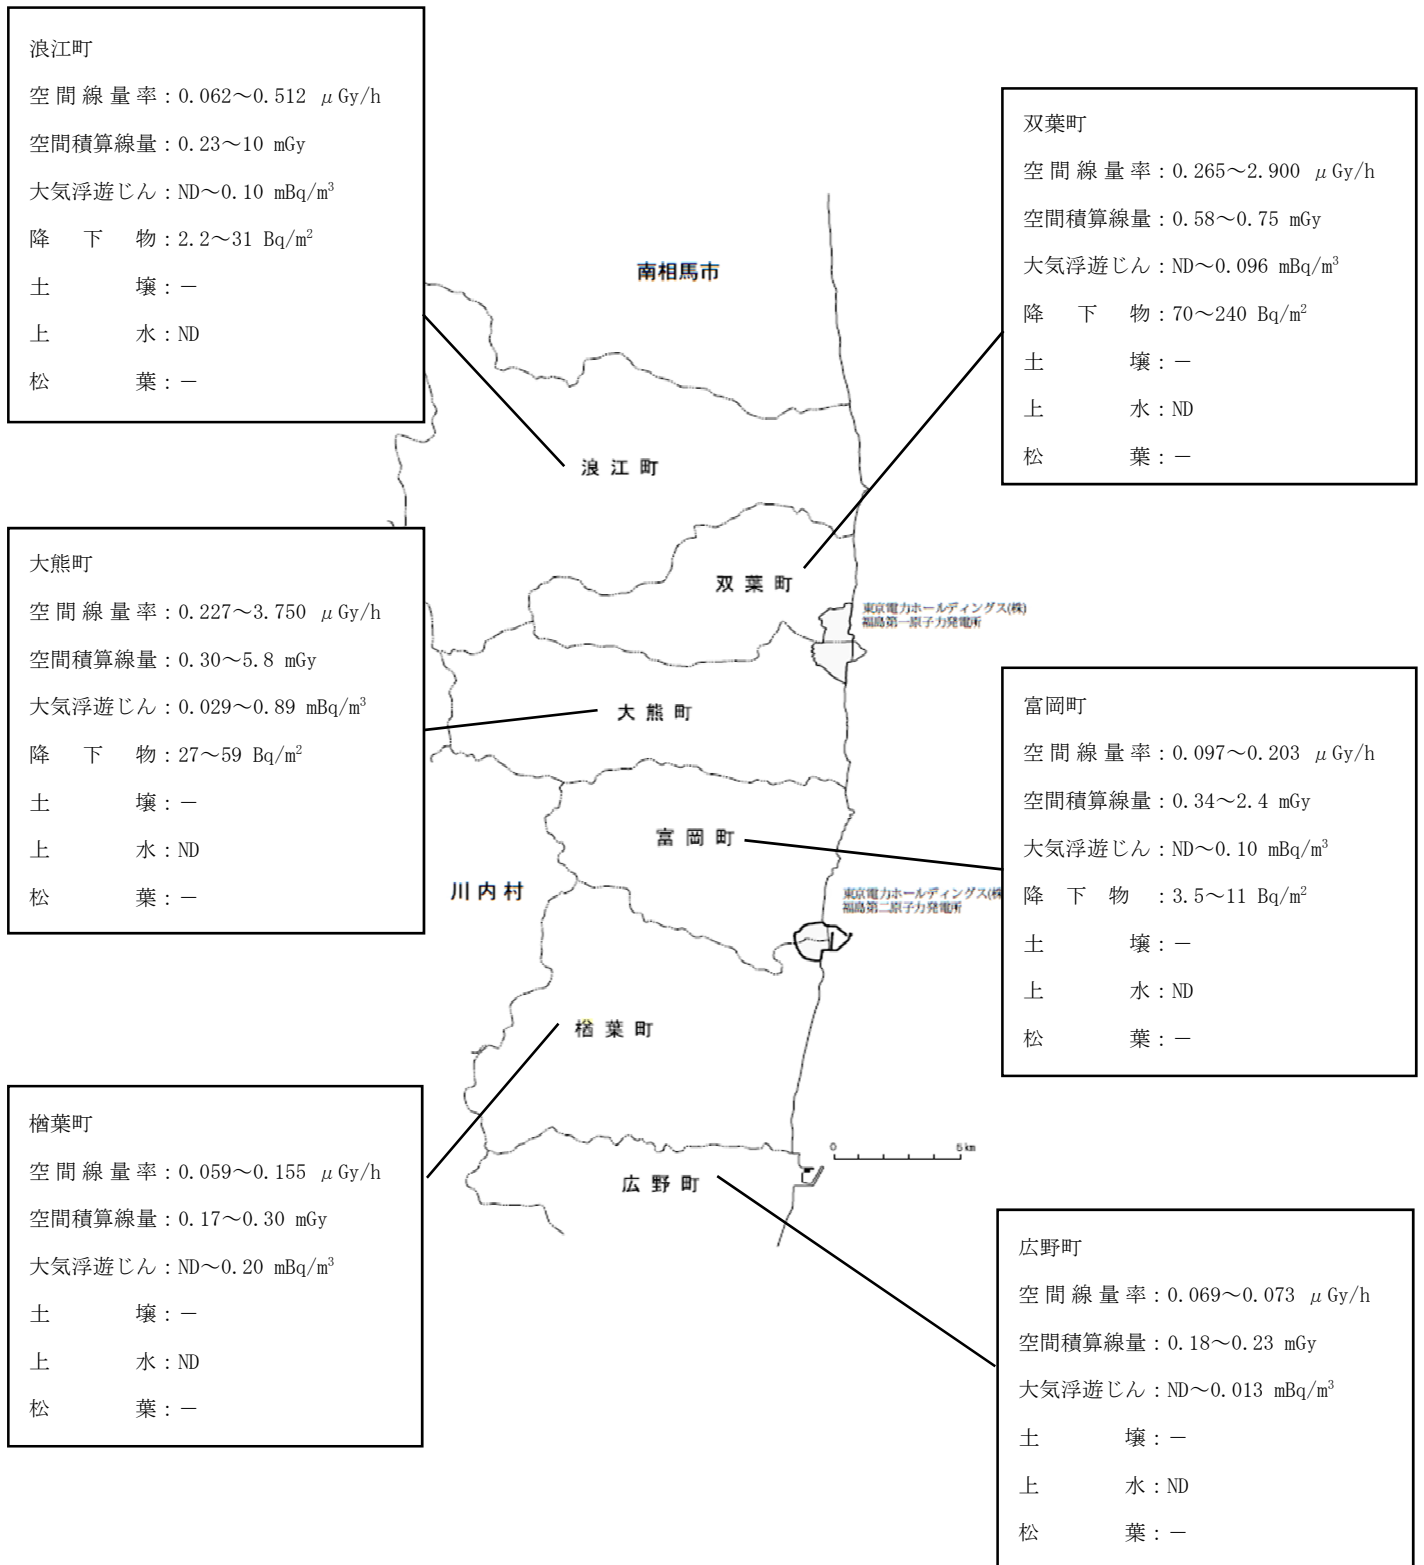 浪江町
空間線量率：0.062～0.512 μGy/h
空間積算線量：0.23～10 mGy
大気浮遊じん：ND～0.10 mBq/m³
降下物：2.2～31 Bq/m²
土壌：－
上水：ND
松葉：－
双葉町
空間線量率：0.265～2.900 μGy/h
空間積算線量：0.58～0.75 mGy
大気浮遊じん：ND～0.096 mBq/m³
降下物：70～240 Bq/m²
土壌：－
上水：ND
松葉：－
南相馬市
浪江町
双葉町
東京電力ホールディングス(株)
福島第一原子力発電所
大熊町
空間線量率：0.227～3.750 μGy/h
空間積算線量：0.30～5.8 mGy
大気浮遊じん：0.029～0.89 mBq/m³
降下物：27～59 Bq/m²
土壌：－
上水：ND
松葉：－
大熊町
富岡町
空間線量率：0.097～0.203 μGy/h
空間積算線量：0.34～2.4 mGy
大気浮遊じん：ND～0.10 mBq/m³
降下物：3.5～11 Bq/m²
土壌：－
上水：ND
松葉：－
富岡町
川内村
東京電力ホールディングス(株
福島第二原子力発電所
楢葉町
楢葉町
空間線量率：0.059～0.155 μGy/h
空間積算線量：0.17～0.30 mGy
大気浮遊じん：ND～0.20 mBq/m³
土壌：－
上水：ND
松葉：－
0 5km
広野町
広野町
空間線量率：0.069～0.073 μGy/h
空間積算線量：0.18～0.23 mGy
大気浮遊じん：ND～0.013 mBq/m³
土壌：－
上水：ND
松葉：－